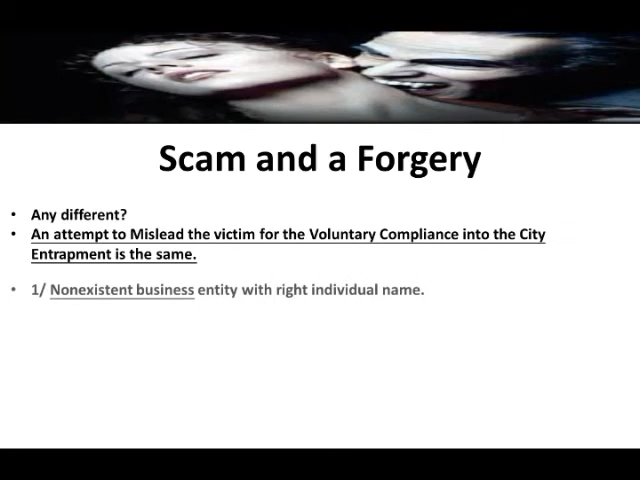 Scam and a Forgery
• Any different?
• An attempt to Mislead the victim for the Voluntary Compliance into the City
Entrapment is the same.
• 1/ Nonexistent business entity with right individual name.